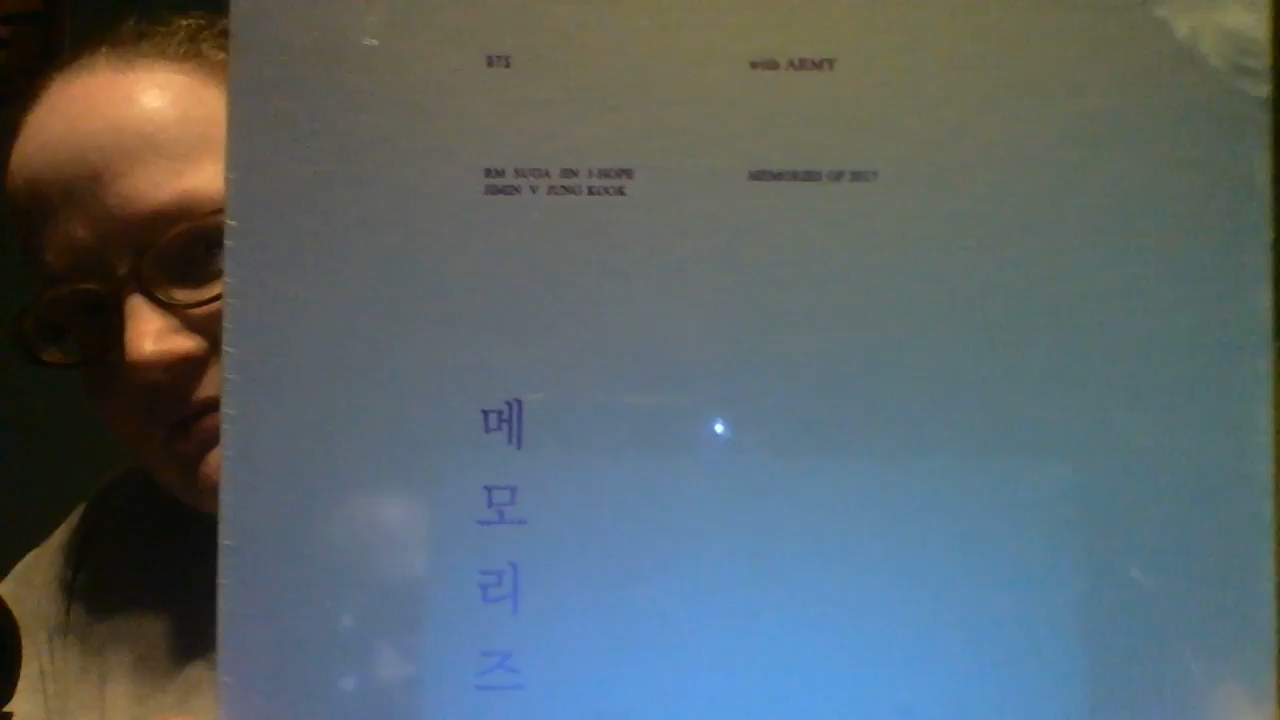 BTS
with ARMY
RM SUGA JIN J-HOPE
JIMIN V JUNG KOOK
MEMORIES OF 2017
메
모
리
즈